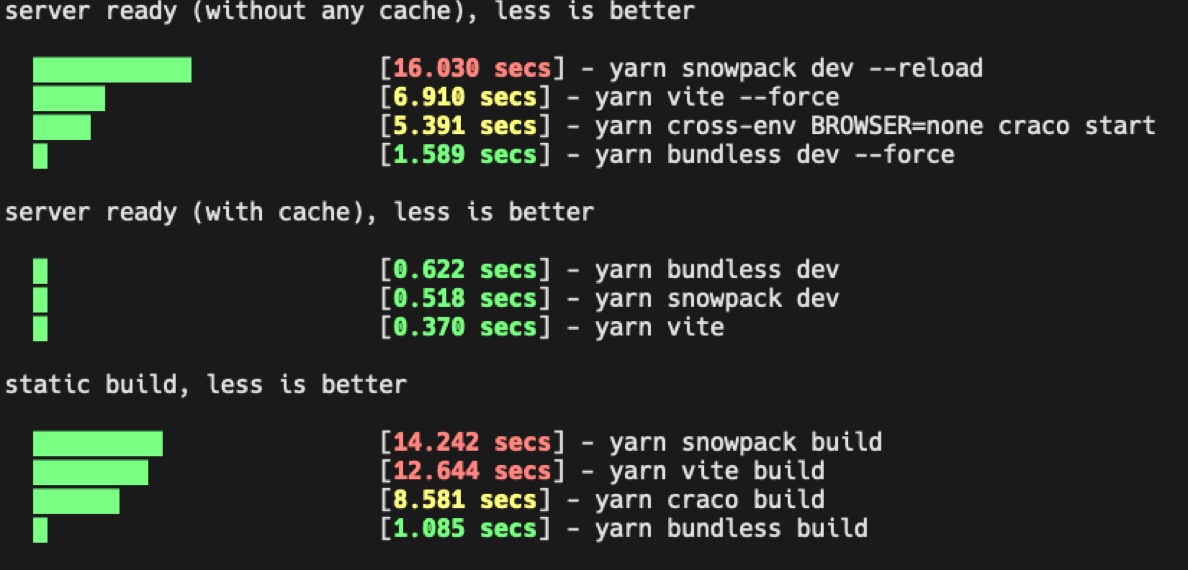 server ready (without any cache), less is better
[16.030 secs] - yarn snowpack dev --reload
[6.910 secs] - yarn vite --force
[5.391 secs] - yarn cross-env BROWSER=none craco start
[1.589 secs] - yarn bundless dev --force
server ready (with cache), less is better
[0.622 secs] - yarn bundless dev
[0.518 secs] - yarn snowpack dev
[0.370 secs] - yarn vite
static build, less is better
[14.242 secs] - yarn snowpack build
[12.644 secs] - yarn vite build
[8.581 secs] - yarn craco build
[1.085 secs] - yarn bundless build